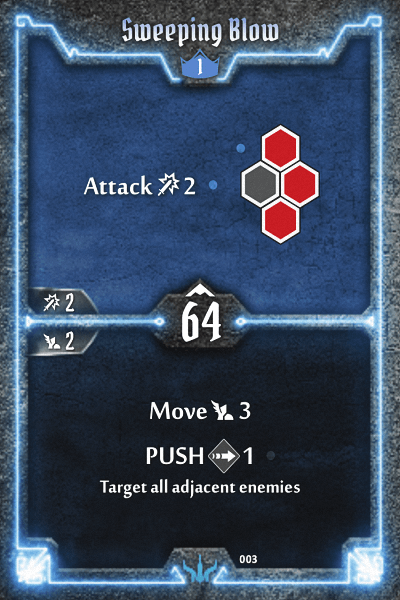 Sweeping Blow
1
Attack 2
2
64
2
Move 3
PUSH 1
Target all adjacent enemies
003